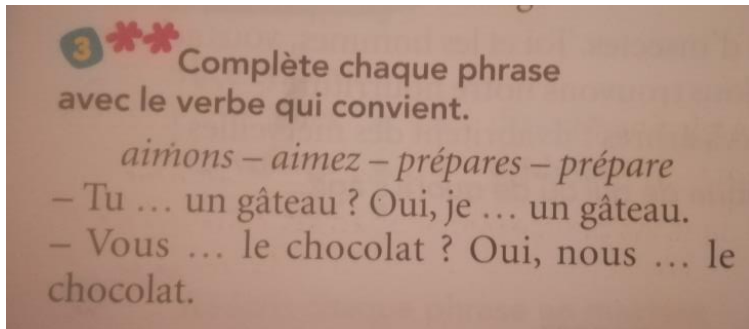 3 ** Complète chaque phrase
avec le verbe qui convient.
aimons – aimez – prépares – prépare
– Tu … un gâteau ? Oui, je … un gâteau.
– Vous … le chocolat ? Oui, nous … le
chocolat.